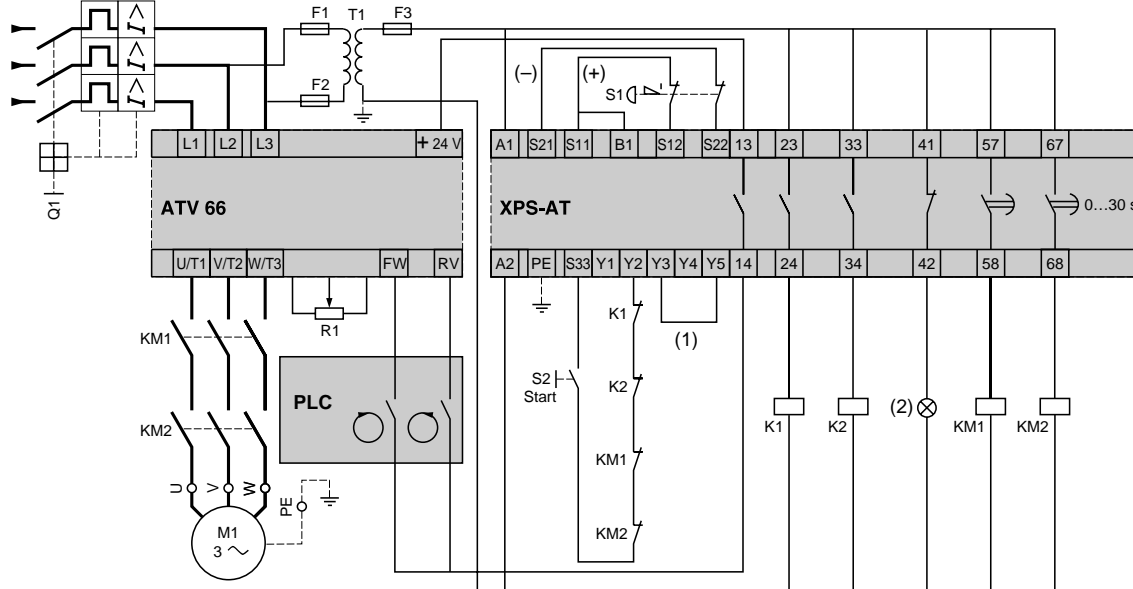 F1 T1 F3
(–) (+)
S1
F2
L1 L2 L3 + 24 V
A1 S21 S11 B1 S12 S22 13 23 33 41 57 67
Q1
ATV 66
XPS-AT
0…30 s
U/T1 V/T2 W/T3 FW RV
A2 PE S33 Y1 Y2 Y3 Y4 Y5 14 24 34 42 58 68
R1
K1
(1)
KM1
PLC
S2
Start
K2
(2)
K1 K2 KM1 KM2
KM2
KM1
U V W
PE
M1
3
KM2